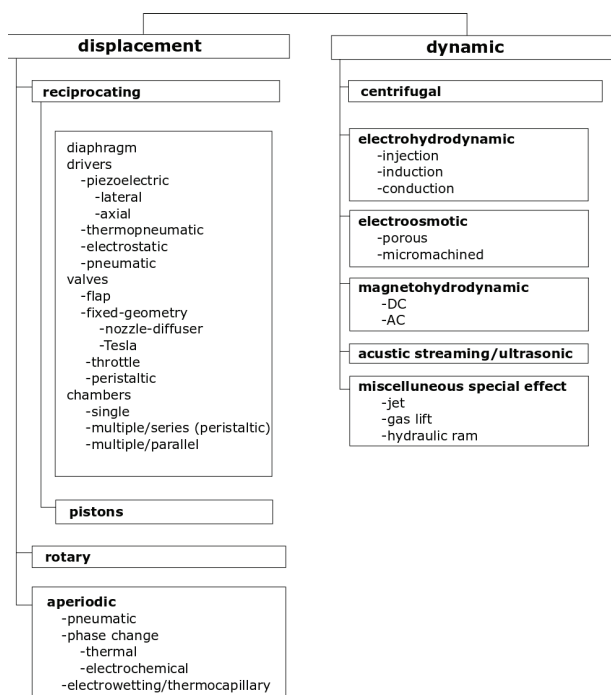 displacement
reciprocating
diaphragm
drivers
-piezoelectric
-lateral
-axial
-thermopneumatic
-electrostatic
-pneumatic
valves
-flap
-fixed-geometry
-nozzle-diffuser
-Tesla
-throttle
-peristaltic
chambers
-single
-multiple/series (peristaltic)
-multiple/parallel
pistons
rotary
aperiodic
-pneumatic
-phase change
-thermal
-electrochemical
-electrowetting/thermocapillary
dynamic
centrifugal
electrohydrodynamic
-injection
-induction
-conduction
electroosmotic
-porous
-micromachined
magnetohydrodynamic
-DC
-AC
acustic streaming/ultrasonic
miscelluneous special effect
-jet
-gas lift
-hydraulic ram